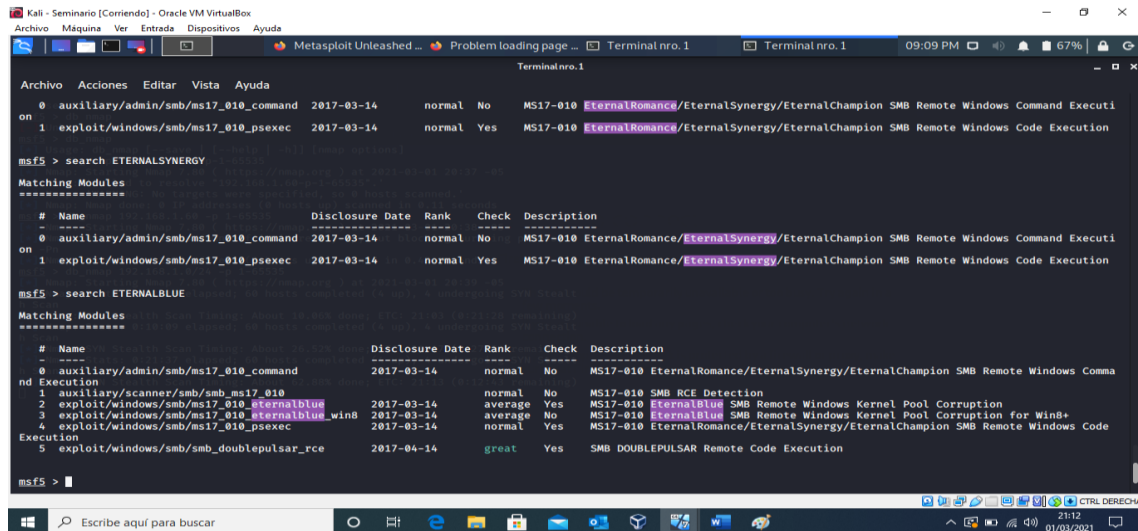 Kali - Seminario [Corriendo] - Oracle VM VirtualBox
Archivo Máquina Ver Entrada Dispositivos Ayuda
Metasploit Unleashed ... Problem loading page ... Terminal nro. 1 Terminal nro. 1 09:09 PM 67%
Terminal nro. 1
Archivo Acciones Editar Vista Ayuda
0 auxiliary/admin/smb/ms17_010_command 2017-03-14 normal No MS17-010 EternalRomance/EternalSynergy/EternalChampion SMB Remote Windows Command Executi
on
1 exploit/windows/smb/ms17_010_psexec 2017-03-14 normal Yes MS17-010 EternalRomance/EternalSynergy/EternalChampion SMB Remote Windows Code Execution
msf5 > search ETERNALSYNERGY
Matching Modules
================
# Name Disclosure Date Rank Check Description
- ---- --------------- ---- ----- -----------
0 auxiliary/admin/smb/ms17_010_command 2017-03-14 normal No MS17-010 EternalRomance/EternalSynergy/EternalChampion SMB Remote Windows Command Executi
on
1 exploit/windows/smb/ms17_010_psexec 2017-03-14 normal Yes MS17-010 EternalRomance/EternalSynergy/EternalChampion SMB Remote Windows Code Execution
msf5 > search ETERNALBLUE
Matching Modules
================
# Name Disclosure Date Rank Check Description
- ---- --------------- ---- ----- -----------
0 auxiliary/admin/smb/ms17_010_command 2017-03-14 normal No MS17-010 EternalRomance/EternalSynergy/EternalChampion SMB Remote Windows Comma
nd Execution
1 auxiliary/scanner/smb/smb_ms17_010 normal No MS17-010 SMB RCE Detection
2 exploit/windows/smb/ms17_010_eternalblue 2017-03-14 average Yes MS17-010 EternalBlue SMB Remote Windows Kernel Pool Corruption
3 exploit/windows/smb/ms17_010_eternalblue_win8 2017-03-14 average No MS17-010 EternalBlue SMB Remote Windows Kernel Pool Corruption for Win8+
4 exploit/windows/smb/ms17_010_psexec 2017-03-14 normal Yes MS17-010 EternalRomance/EternalSynergy/EternalChampion SMB Remote Windows Code
Execution
5 exploit/windows/smb/smb_doublepulsar_rce 2017-04-14 great Yes SMB DOUBLEPULSAR Remote Code Execution
msf5 >
CTRL DERECHA
Escribe aquí para buscar
21:12
01/03/2021